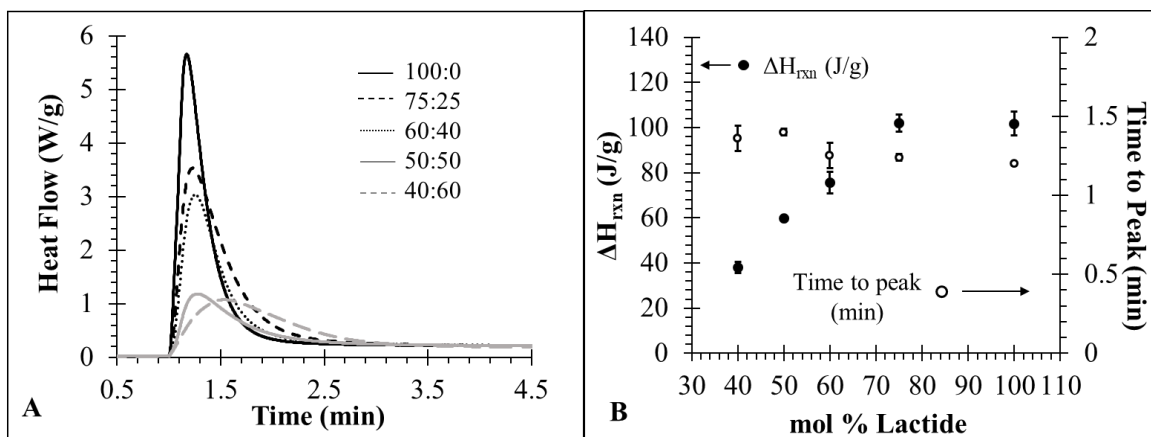 6
5
4
3
2
1
0
Heat Flow (W/g)
100:0
75:25
60:40
50:50
40:60
0.5 1.5 2.5 3.5 4.5
A
Time (min)
140
120
100
80
60
40
20
0
ΔHrxn (J/g)
ΔHrxn (J/g)
Time to peak
(min)
2
1.5
1
0.5
0
Time to Peak (min)
30 40 50 60 70 80 90 100 110
B
mol % Lactide